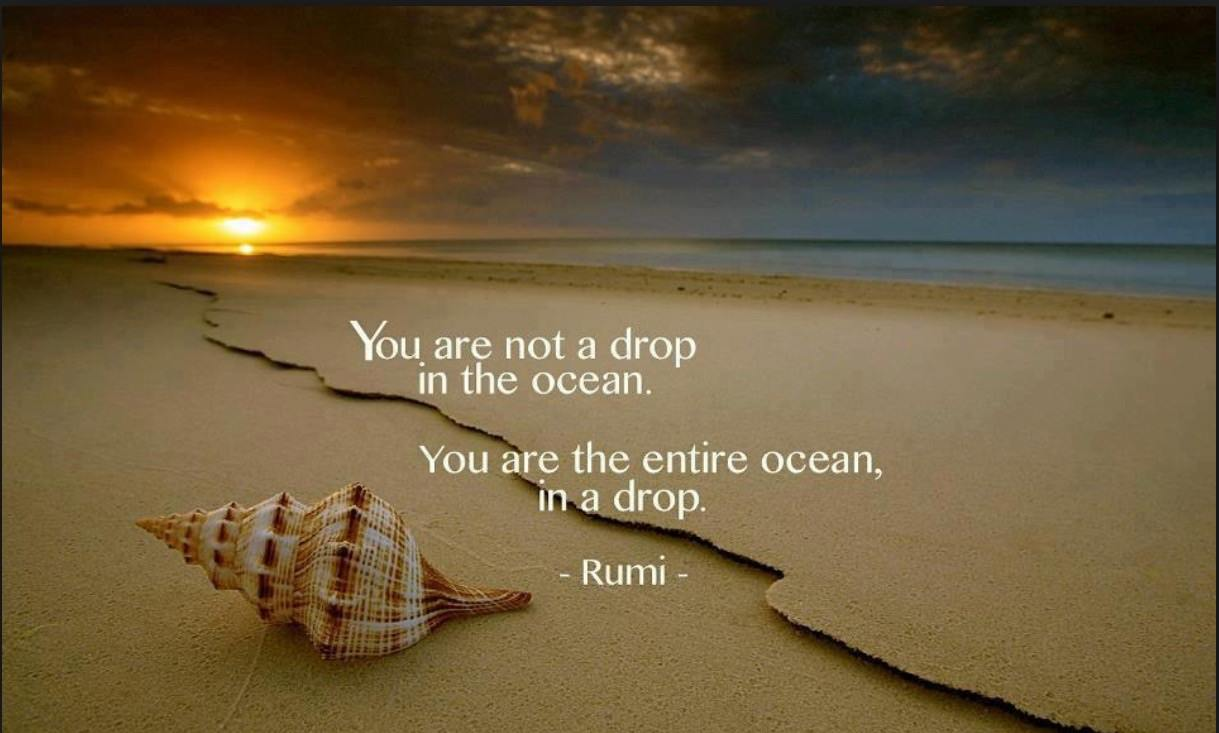 You are not a drop
in the ocean.
You are the entire ocean,
in a drop.
- Rumi -